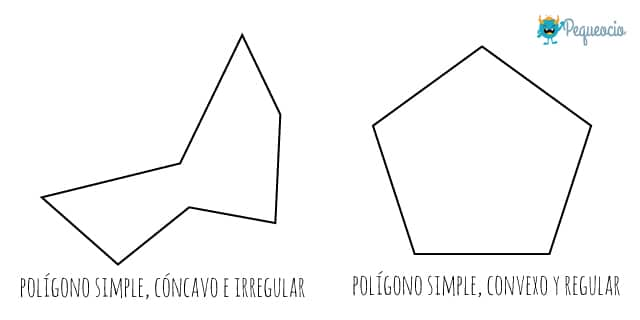 Pequeocio
POLÍGONO SIMPLE, CÓNCAVO E IRREGULAR
POLÍGONO SIMPLE, CONVEXO Y REGULAR